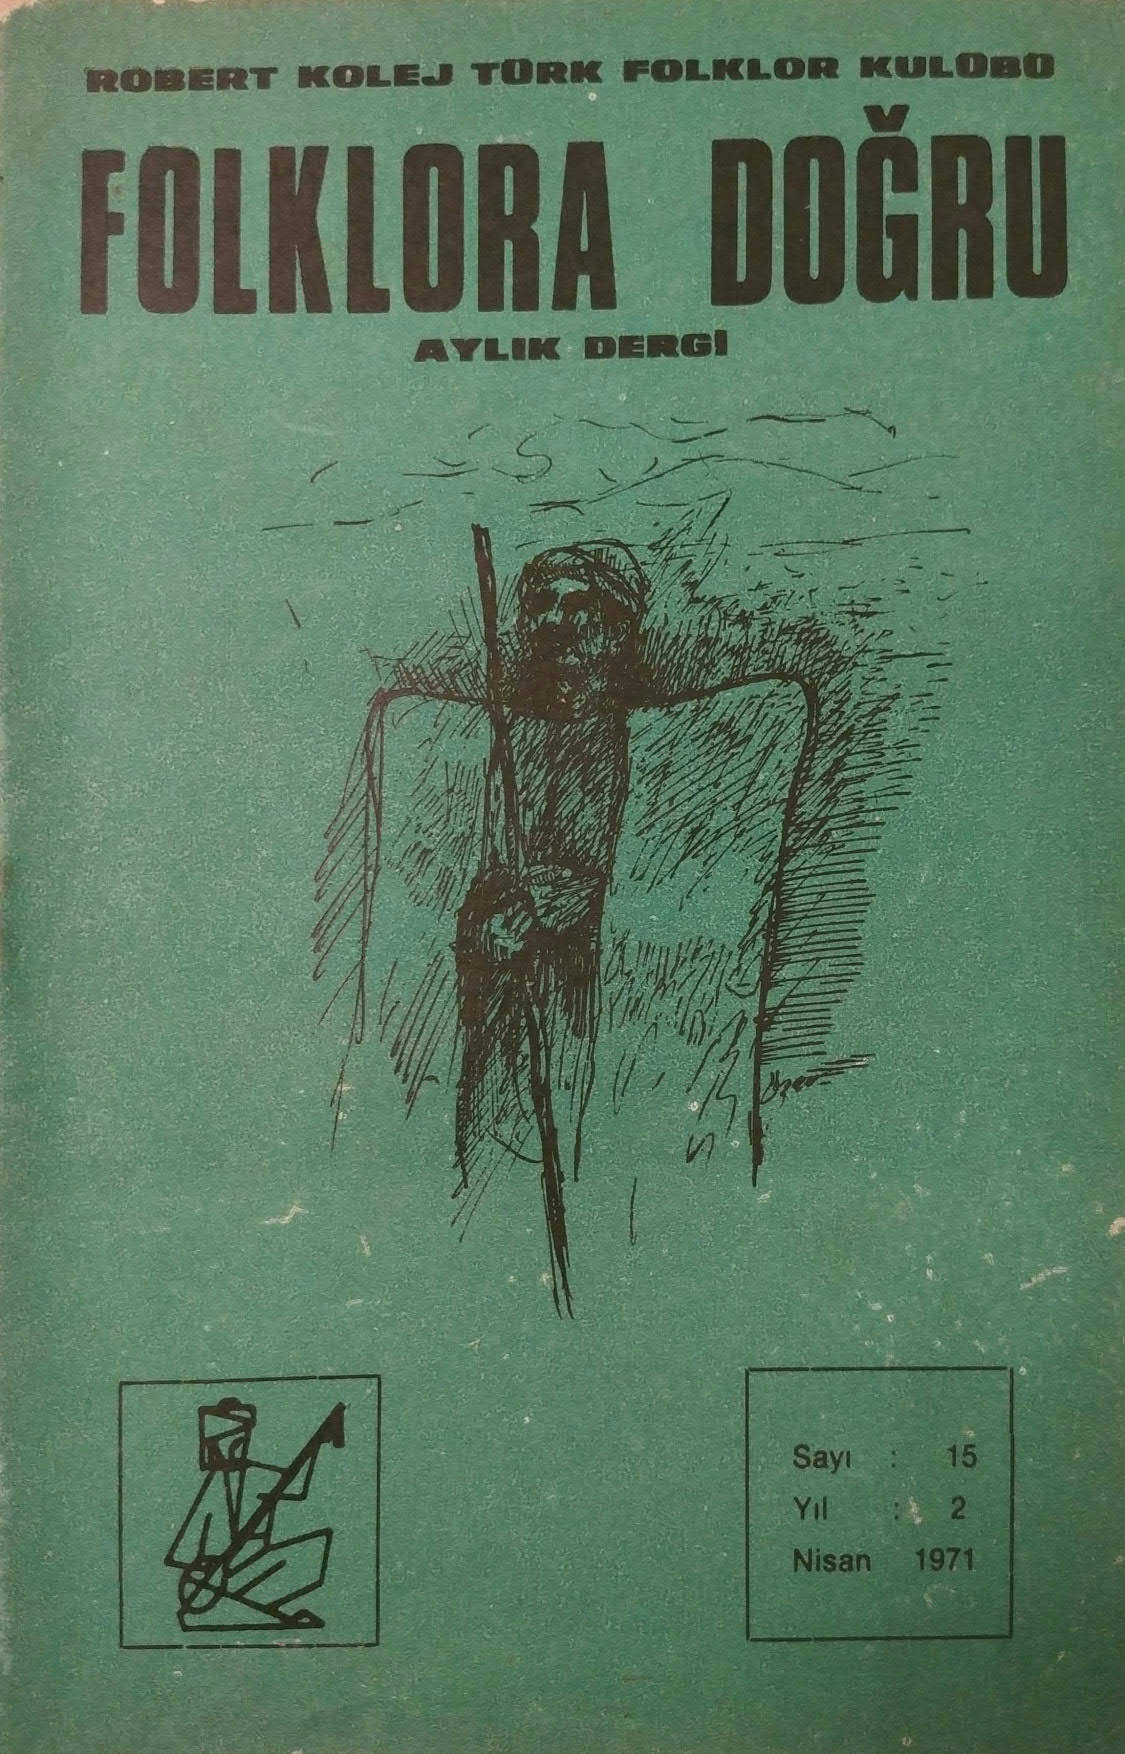 ROBERT KOLEJ TÜRK FOLKLOR KULÜBÜ
FOLKLORA DOĞRU
AYLIK DERGİ
Sayı : 15
Yıl : 2
Nisan 1971